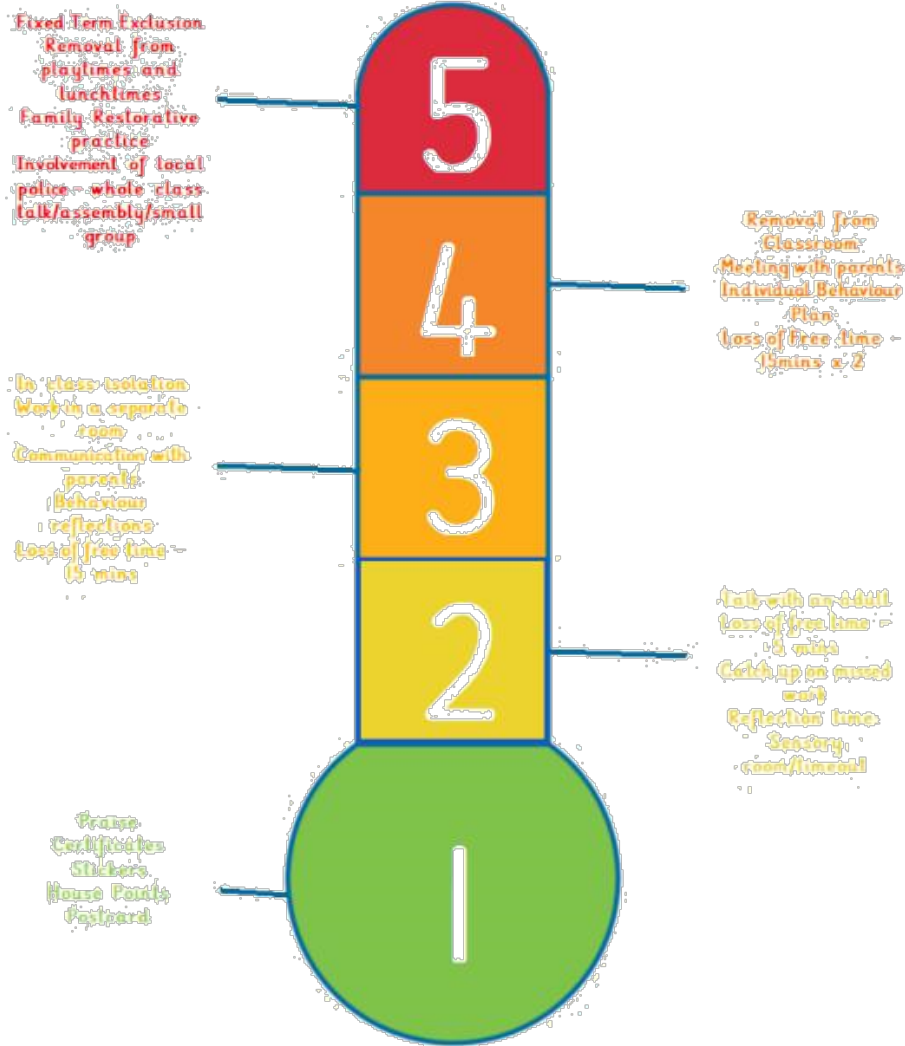 Fixed Term Exclusion
Removal from
playtimes and
lunchtimes
Family Restorative
practice
Involvement of local
police - whole class
talk/assembly/small
group
5
Removal from
Classroom
Meeting with parents
Individual Behaviour
Plan
Loss of Free time -
15mins x 2
4
In class isolation
Work in a separate
room
Communication with
parents
Behaviour
reflections
Loss of free time -
15 mins
3
Talk with an adult
Loss of free time -
5 mins
Catch up on missed
work
Reflection time
Sensory
room/timeout
2
Praise
Certificates
Stickers
House Points
Postcard
1